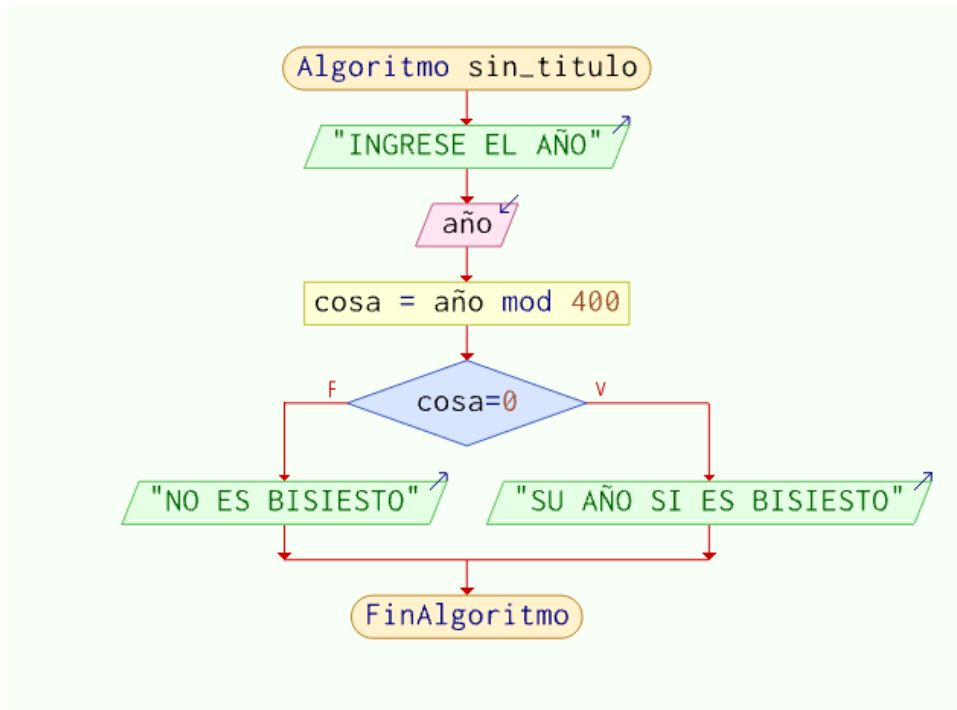 Algoritmo sin_titulo
"INGRESE EL AÑO"
año
cosa = año mod 400
F
V
cosa=0
"NO ES BISIESTO"
"SU AÑO SI ES BISIESTO"
FinAlgoritmo